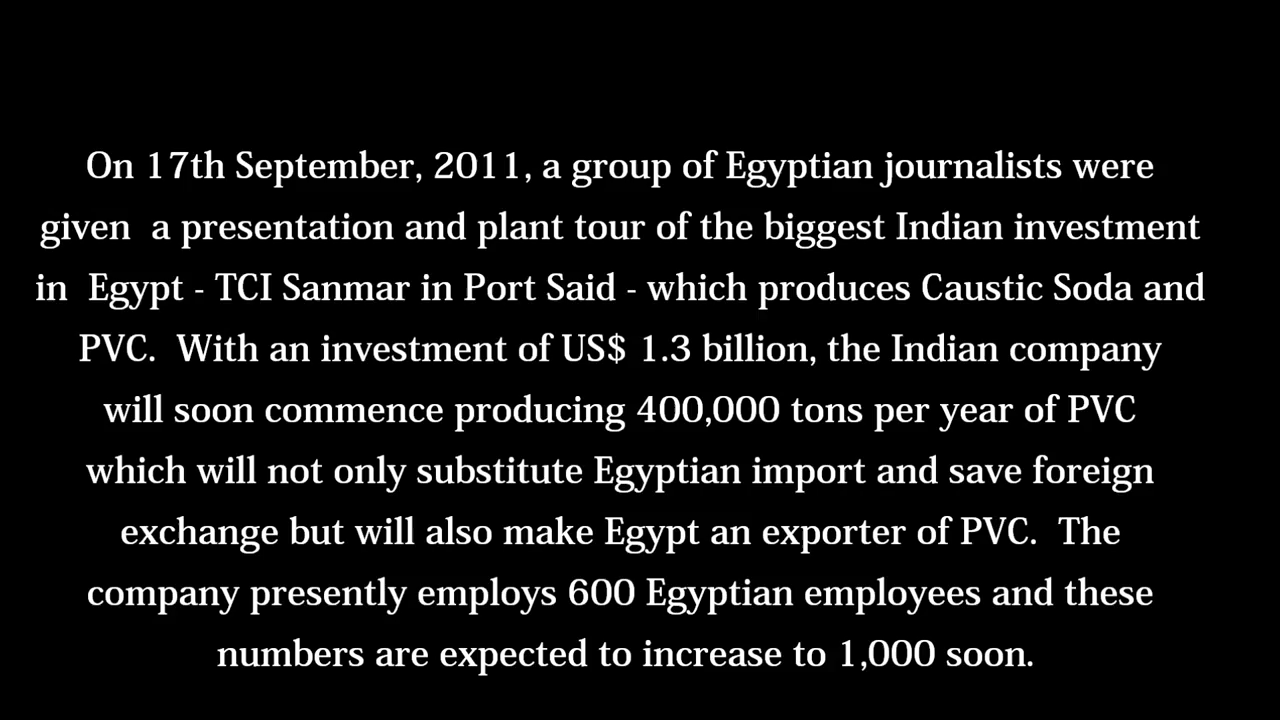 On 17th September, 2011, a group of Egyptian journalists were
given  a presentation and plant tour of the biggest Indian investment
in  Egypt - TCI Sanmar in Port Said - which produces Caustic Soda and
PVC.  With an investment of US$ 1.3 billion, the Indian company
will soon commence producing 400,000 tons per year of PVC
which will not only substitute Egyptian import and save foreign
exchange but will also make Egypt an exporter of PVC.  The
company presently employs 600 Egyptian employees and these
numbers are expected to increase to 1,000 soon.